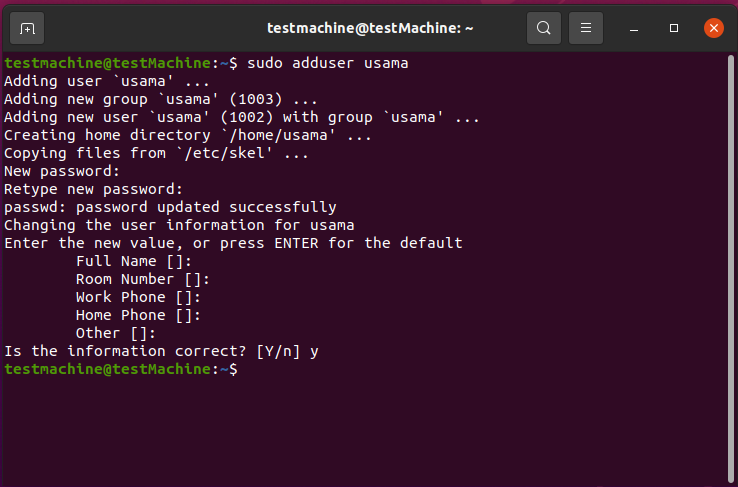 testmachine@testMachine: ~
testmachine@testMachine:~$ sudo adduser usama
Adding user `usama' ...
Adding new group `usama' (1003) ...
Adding new user `usama' (1002) with group `usama' ...
Creating home directory `/home/usama' ...
Copying files from `/etc/skel' ...
New password:
Retype new password:
passwd: password updated successfully
Changing the user information for usama
Enter the new value, or press ENTER for the default
        Full Name []:
        Room Number []:
        Work Phone []:
        Home Phone []:
        Other []:
Is the information correct? [Y/n] y
testmachine@testMachine:~$